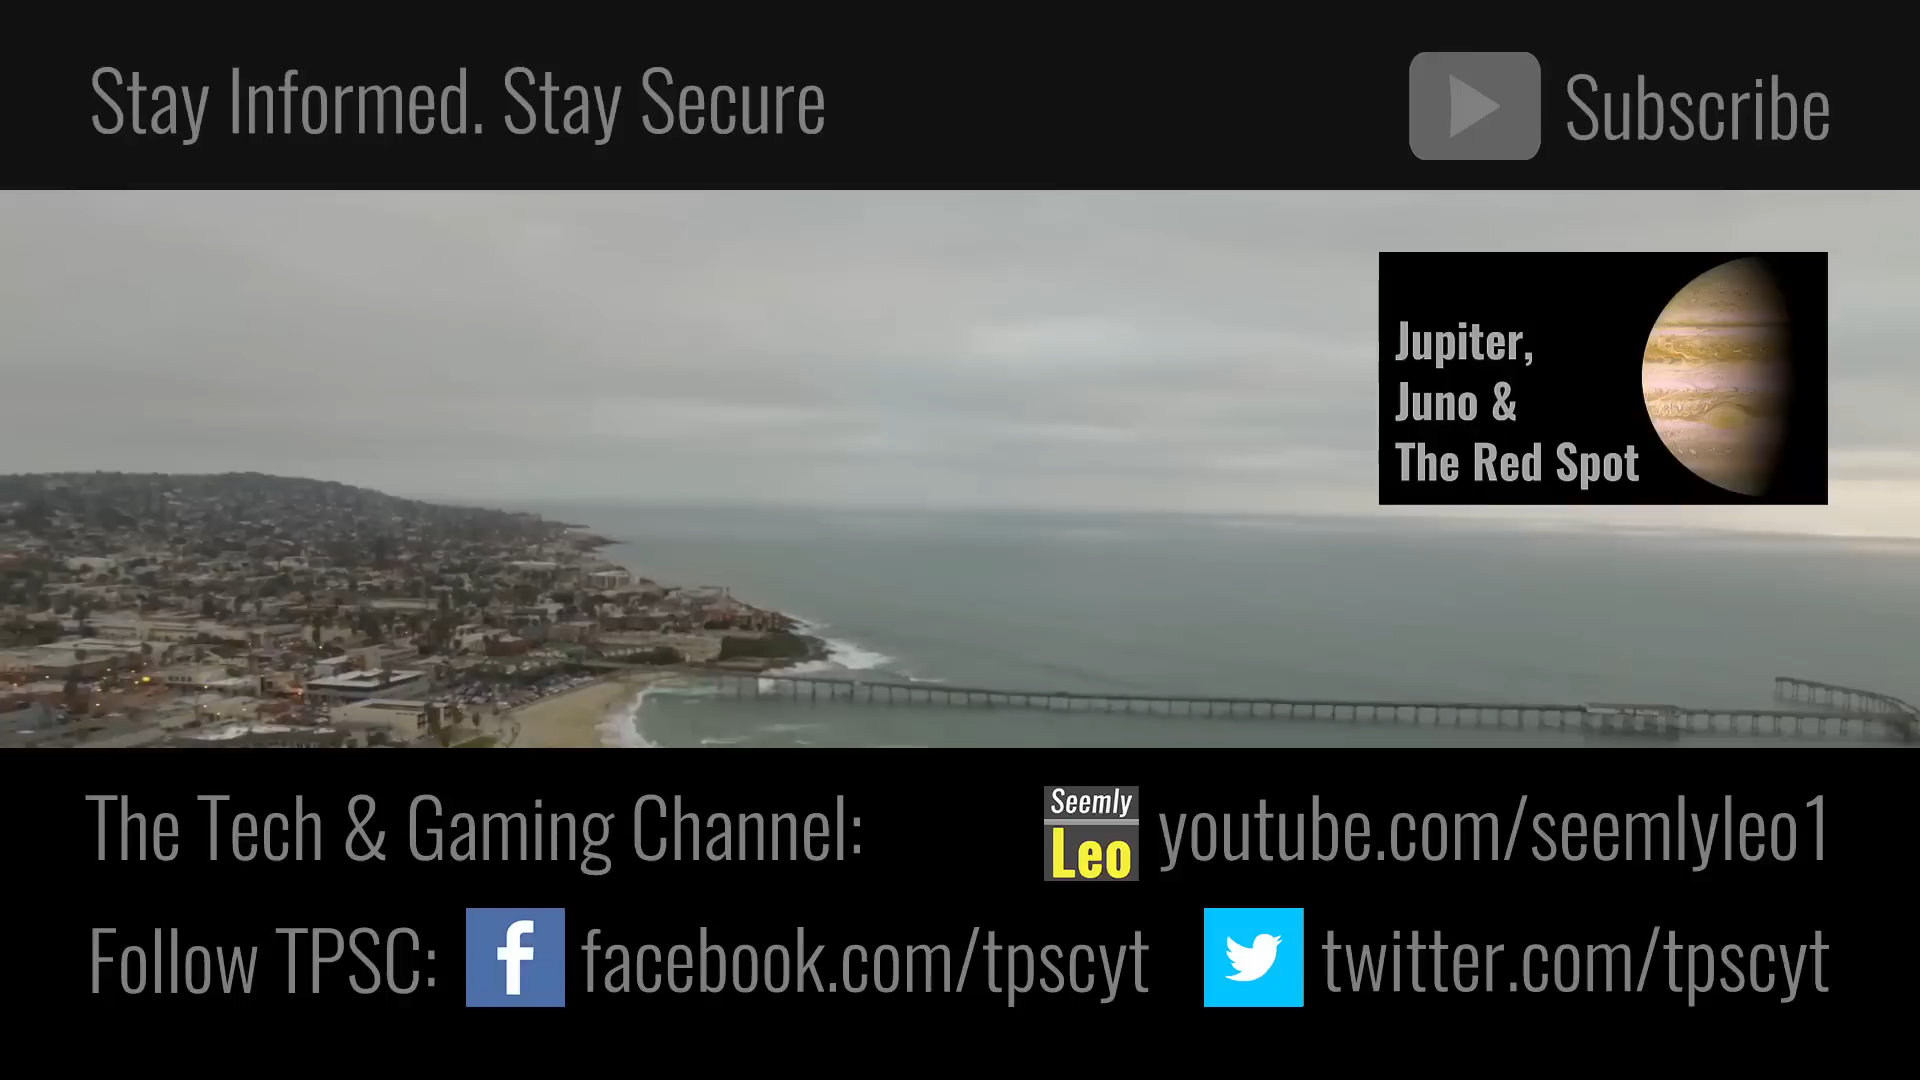 Stay Informed. Stay Secure
Subscribe
Jupiter,
Juno &
The Red Spot
The Tech & Gaming Channel:
Seemly
Leo
youtube.com/seemlyleo1
Follow TPSC:
f
facebook.com/tpscyt
twitter.com/tpscyt